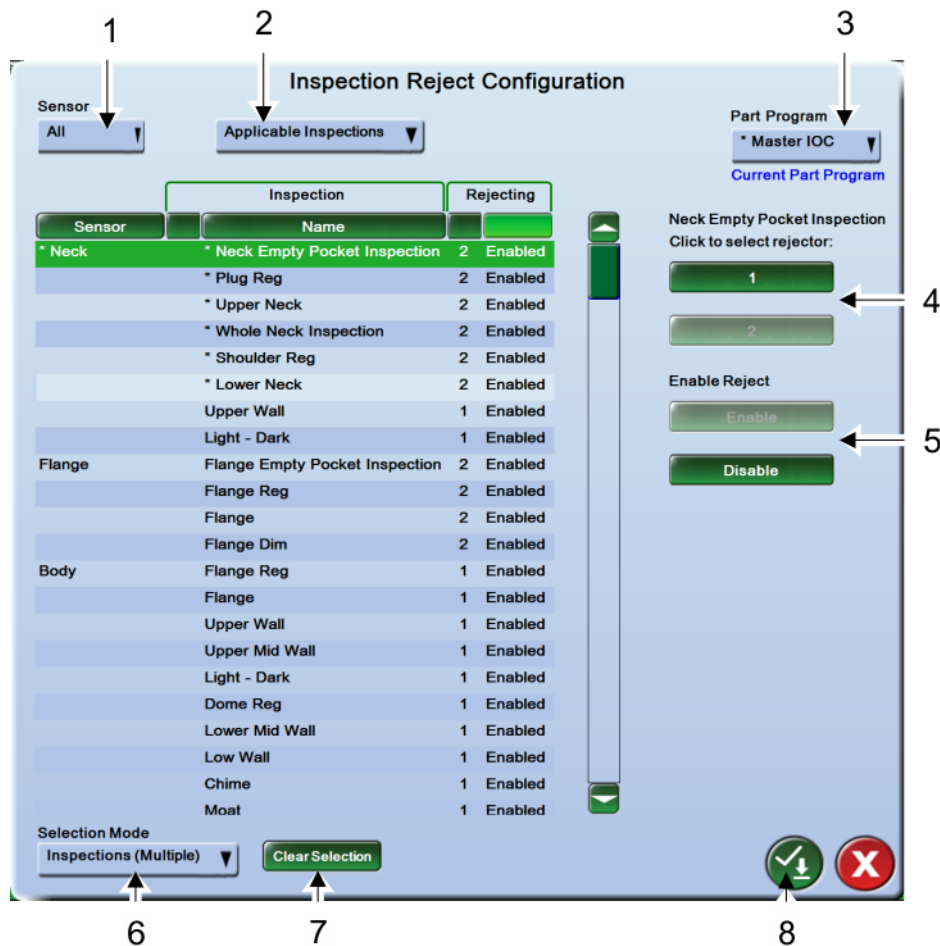 1
2
3
Inspection Reject Configuration
Sensor
All
Applicable Inspections
Part Program
* Master IOC
Current Part Program
Inspection Rejecting
Sensor Name
* Neck * Neck Empty Pocket Inspection 2 Enabled
* Plug Reg 2 Enabled
* Upper Neck 2 Enabled
* Whole Neck Inspection 2 Enabled
* Shoulder Reg 2 Enabled
* Lower Neck 2 Enabled
Upper Wall 1 Enabled
Light - Dark 1 Enabled
Flange Flange Empty Pocket Inspection 2 Enabled
Flange Reg 2 Enabled
Flange 2 Enabled
Flange Dim 2 Enabled
Body Flange Reg 1 Enabled
Flange 1 Enabled
Upper Wall 1 Enabled
Upper Mid Wall 1 Enabled
Light - Dark 1 Enabled
Dome Reg 1 Enabled
Lower Mid Wall 1 Enabled
Low Wall 1 Enabled
Chime 1 Enabled
Moat 1 Enabled
Neck Empty Pocket Inspection
Click to select rejector:
1
4
2
Enable Reject
Enable
5
Disable
Selection Mode
Inspections (Multiple)
Clear Selection
X
6
7
8